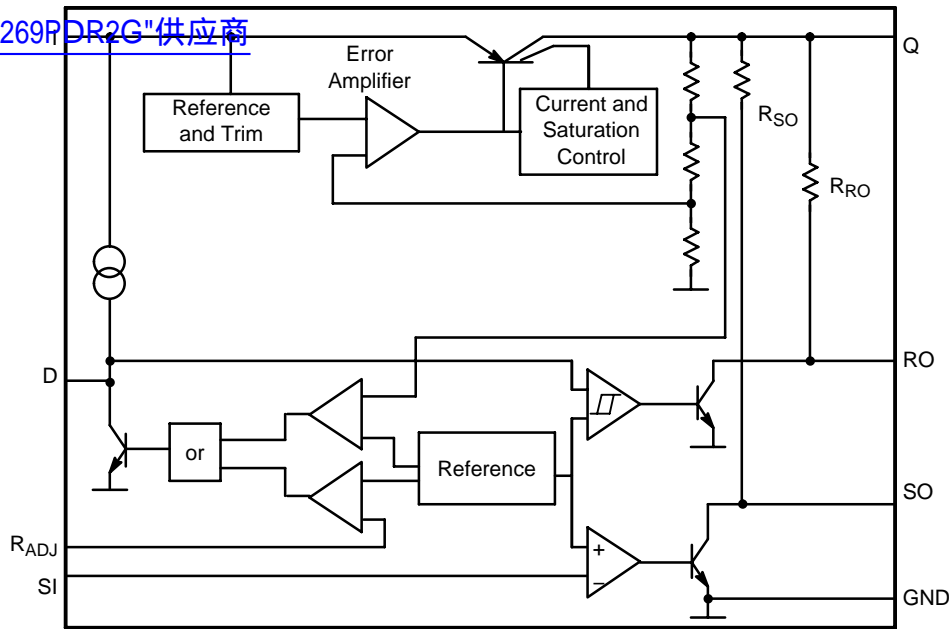 269PDR2G"供应商
I
Q
Error
Amplifier
Reference
and Trim
Current and
Saturation
Control
RSO
RRO
D
RO
or
Reference
SO
RADJ
SI
+
−
GND